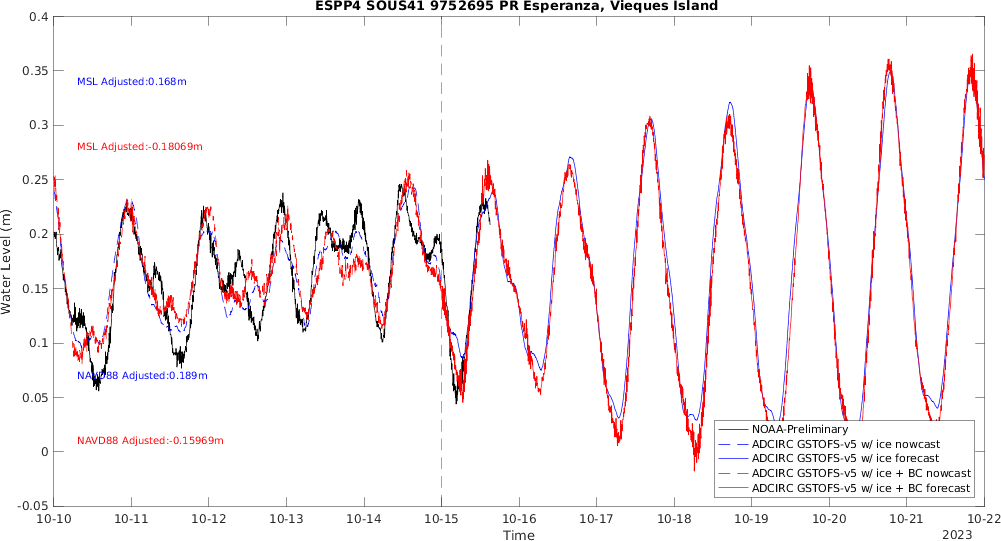 ESPP4 SOUS41 9752695 PR Esperanza, Vieques Island
0.4
0.35
0.3
0.25
0.2
0.15
0.1
0.05
0
-0.05
Water Level (m)
MSL Adjusted:0.168m
MSL Adjusted:-0.18069m
NAVD88 Adjusted:0.189m
NAVD88 Adjusted:-0.15969m
NOAA-Preliminary
ADCIRC GSTOFS-v5 w/ ice nowcast
ADCIRC GSTOFS-v5 w/ ice forecast
ADCIRC GSTOFS-v5 w/ ice + BC nowcast
ADCIRC GSTOFS-v5 w/ ice + BC forecast
10-10 10-11 10-12 10-13 10-14 10-15 10-16 10-17 10-18 10-19 10-20 10-21 10-22
Time
2023